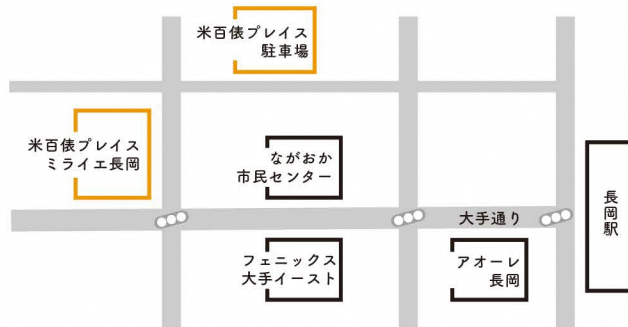 米百俵プレイス
駐車場
米百俵プレイス
ミライエ長岡
ながおか
市民センター
大手通り
長岡駅
フェニックス
大手イースト
アオーレ
長岡